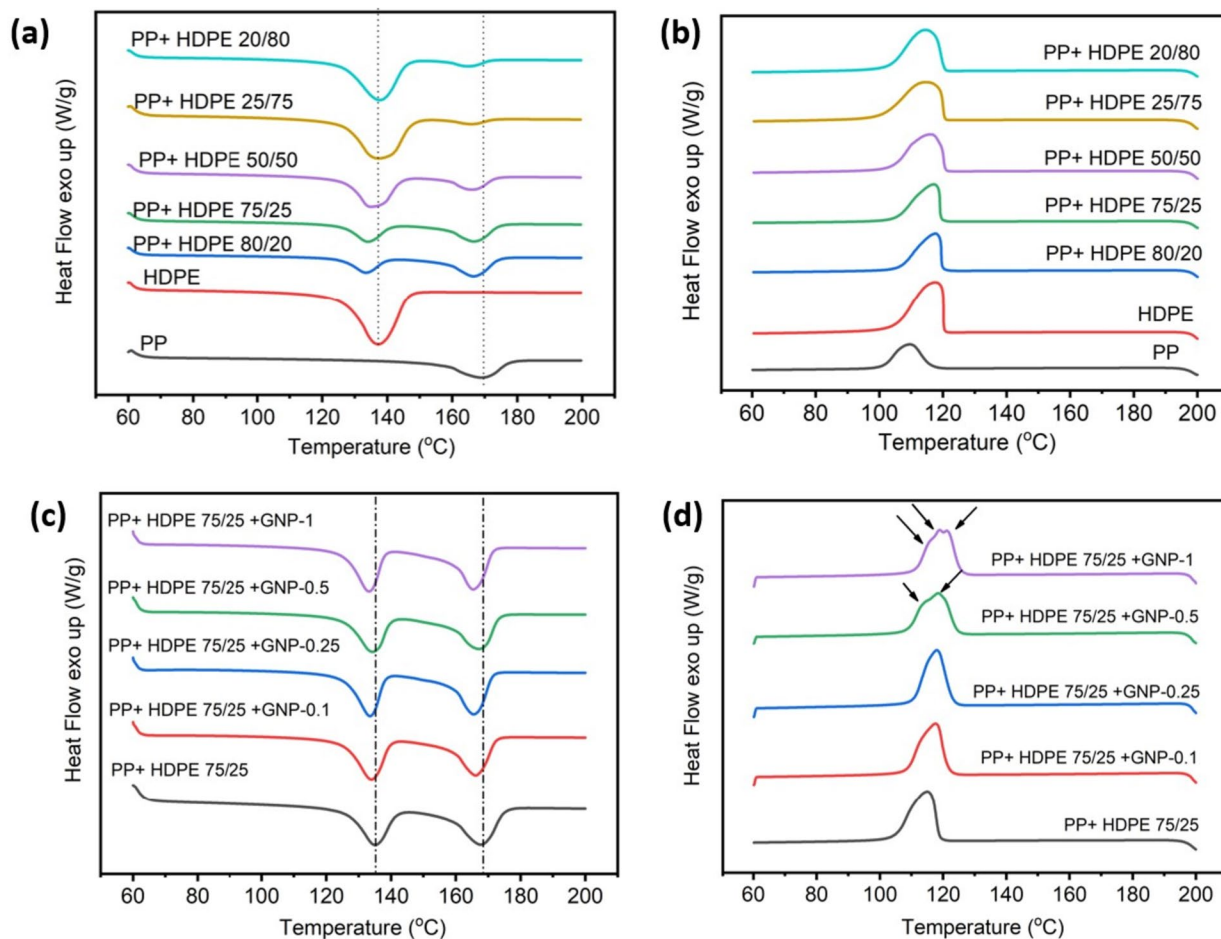 (a)
PP+ HDPE 20/80
PP+ HDPE 25/75
PP+ HDPE 50/50
PP+ HDPE 75/25
PP+ HDPE 80/20
HDPE
PP
Heat Flow exo up (W/g)
60 80 100 120 140 160 180 200
Temperature (°C)
(b)
PP+ HDPE 20/80
PP+ HDPE 25/75
PP+ HDPE 50/50
PP+ HDPE 75/25
PP+ HDPE 80/20
HDPE
PP
Heat Flow exo up (W/g)
60 80 100 120 140 160 180 200
Temperature (°C)
(c)
PP+ HDPE 75/25 +GNP-1
PP+ HDPE 75/25 +GNP-0.5
PP+ HDPE 75/25 +GNP-0.25
PP+ HDPE 75/25 +GNP-0.1
PP+ HDPE 75/25
Heat Flow exo up (W/g)
60 80 100 120 140 160 180 200
Temperature (°C)
(d)
PP+ HDPE 75/25 +GNP-1
PP+ HDPE 75/25 +GNP-0.5
PP+ HDPE 75/25 +GNP-0.25
PP+ HDPE 75/25 +GNP-0.1
PP+ HDPE 75/25
Heat Flow exo up (W/g)
60 80 100 120 140 160 180 200
Temperature (°C)